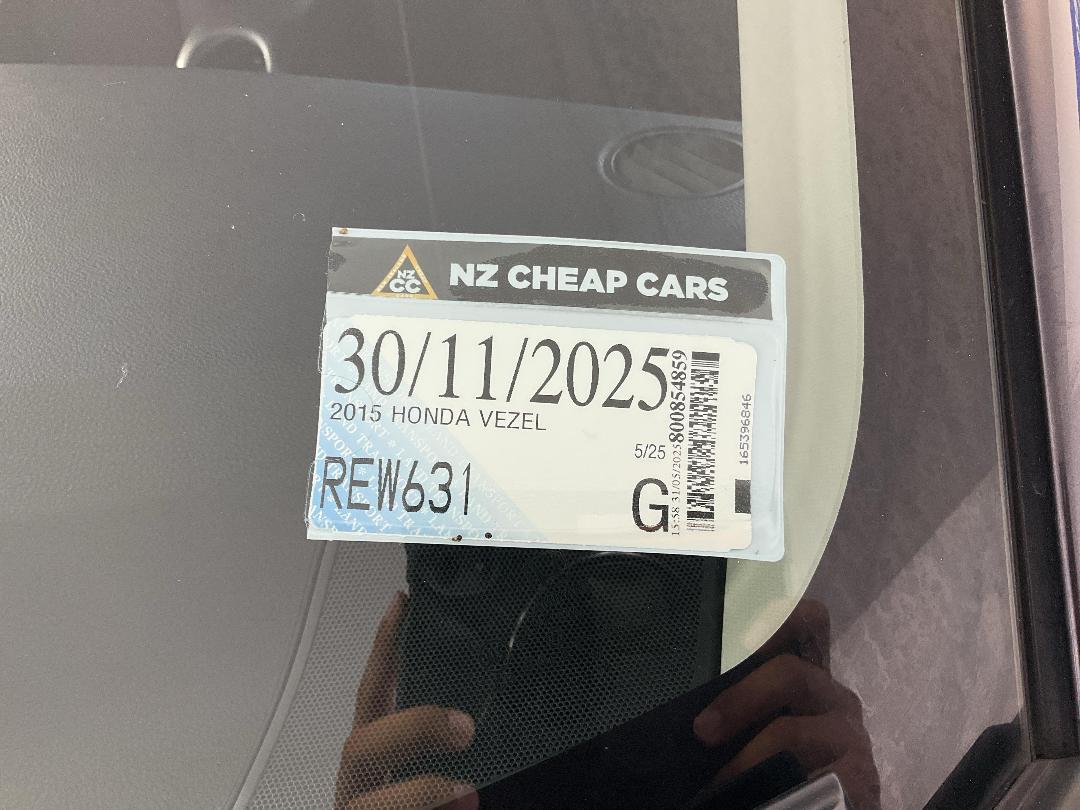 NZ
CC
NZ CHEAP CARS
30/11/2025
2015 HONDA VEZEL
5/25
REW631
G
15:58 31/05/2025
800854859
165396846